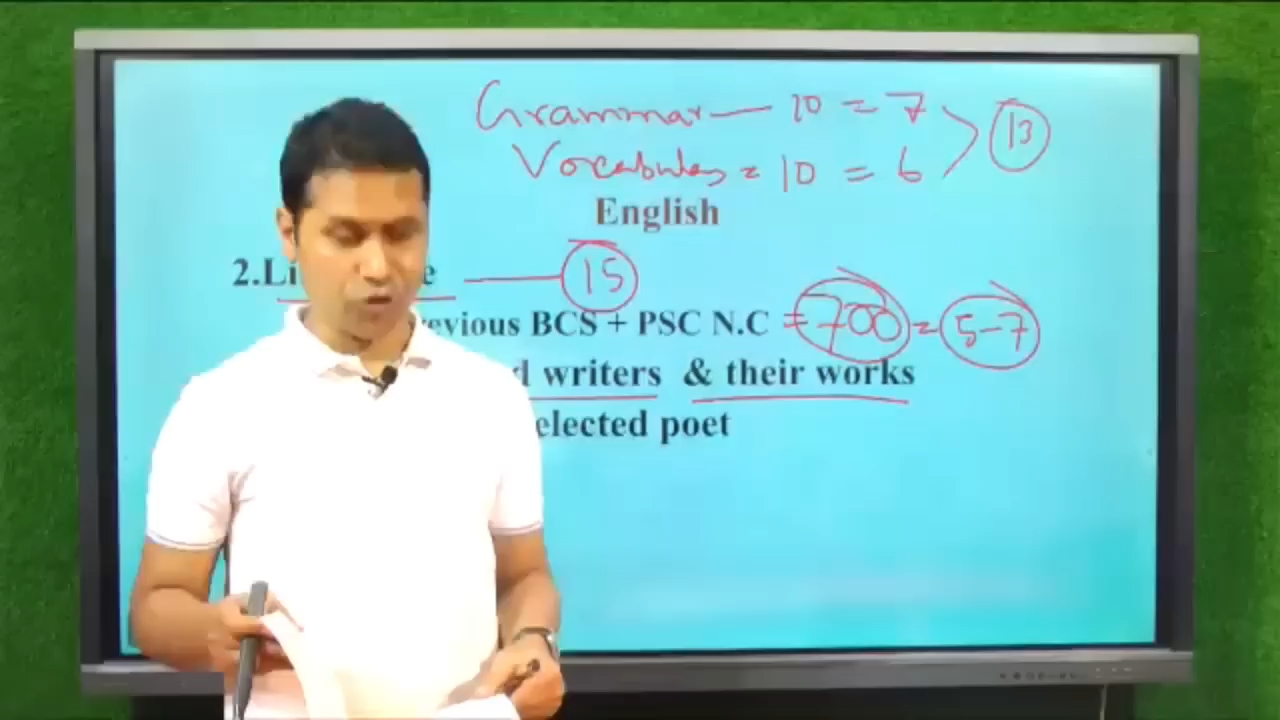 Grammar — 10 = 7
Vocabulary = 10 = 6 > 13
English
2.Li e — 15
evious BCS + PSC N.C = 700 = 5-7
d writers & their works
elected poet